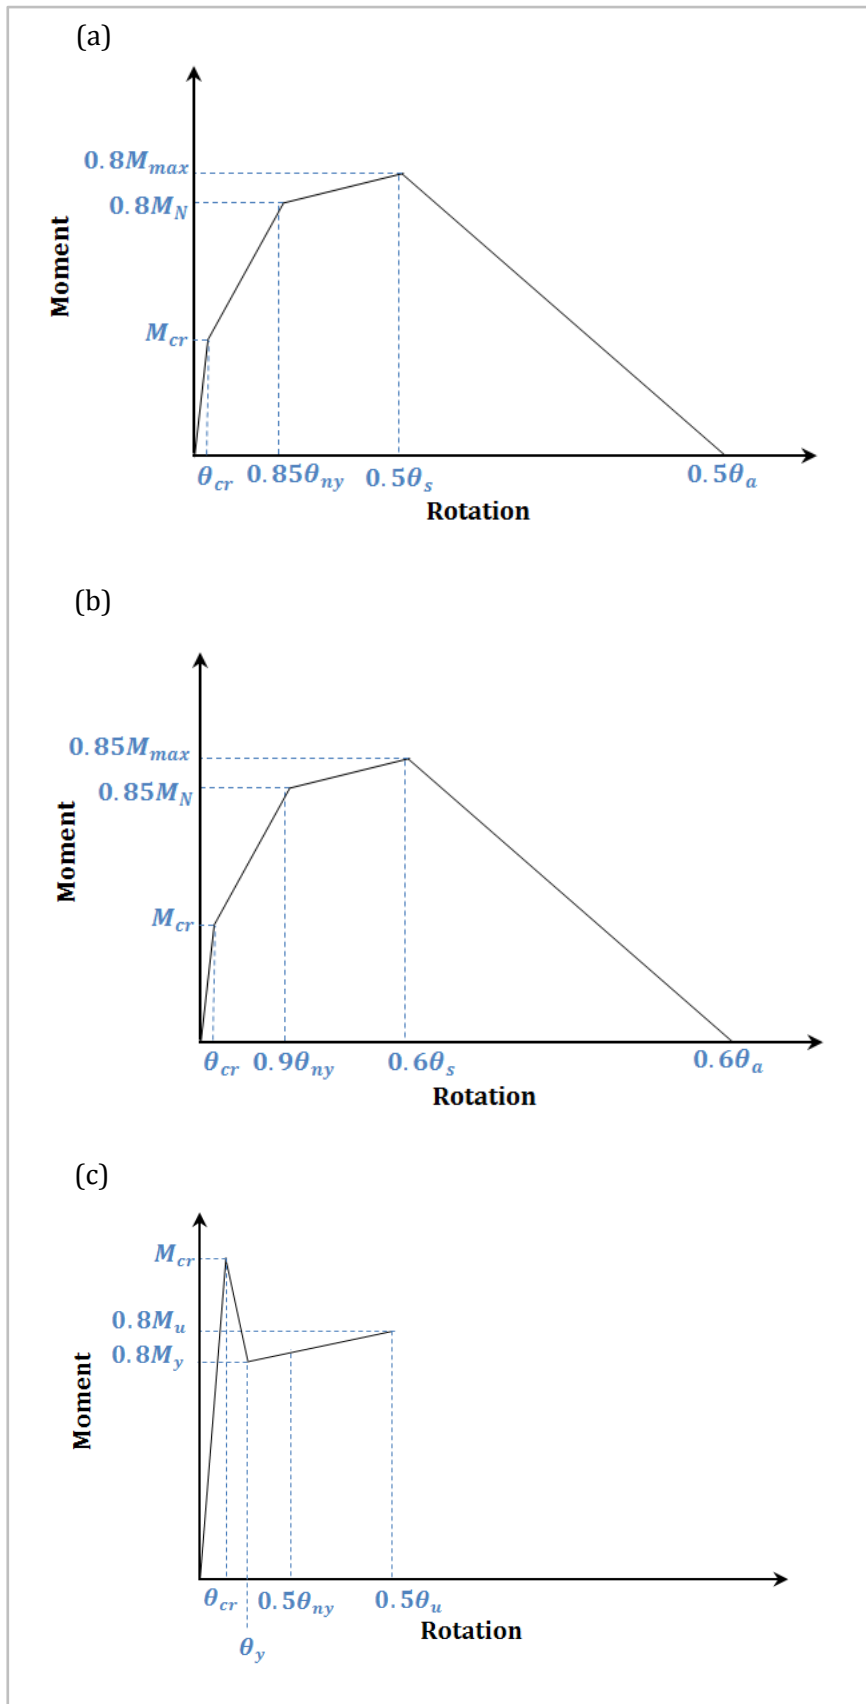 (a)
0.8M_max
0.8M_N
Moment
M_cr
θ_cr 0.85θ_ny 0.5θ_s 0.5θ_a
Rotation
(b)
0.85M_max
0.85M_N
Moment
M_cr
θ_cr 0.9θ_ny 0.6θ_s 0.6θ_a
Rotation
(c)
M_cr
0.8M_u
0.8M_y
Moment
θ_cr 0.5θ_ny 0.5θ_u
Rotation
θ_y